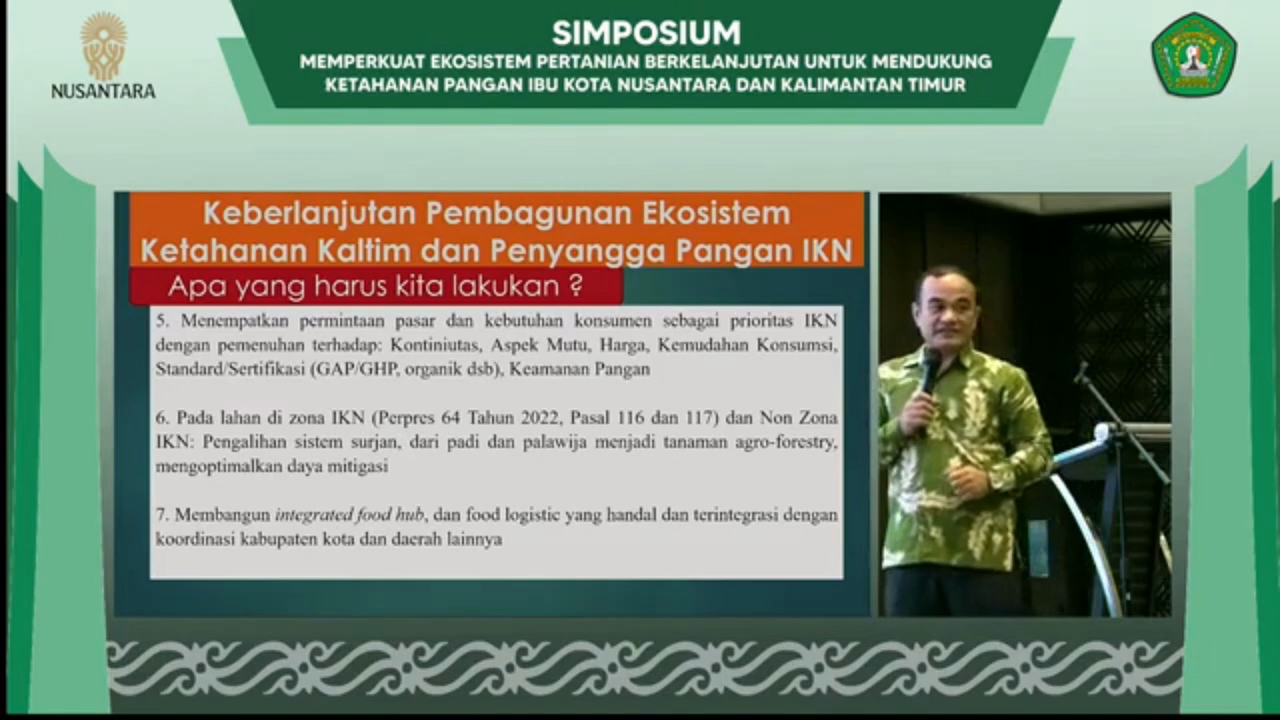 SIMPOSIUM
MEMPERKUAT EKOSISTEM PERTANIAN BERKELANJUTAN UNTUK MENDUKUNG
KETAHANAN PANGAN IBU KOTA NUSANTARA DAN KALIMANTAN TIMUR
NUSANTARA
Keberlanjutan Pembagunan Ekosistem
Ketahanan Kaltim dan Penyangga Pangan IKN
Apa yang harus kita lakukan ?
5. Menempatkan permintaan pasar dan kebutuhan konsumen sebagai prioritas IKN
dengan pemenuhan terhadap: Kontiniutas, Aspek Mutu, Harga, Kemudahan Konsumsi,
Standard/Sertifikasi (GAP/GHP, organik dsb), Keamanan Pangan
6. Pada lahan di zona IKN (Perpres 64 Tahun 2022, Pasal 116 dan 117) dan Non Zona
IKN: Pengalihan sistem surjan, dari padi dan palawija menjadi tanaman agro-forestry,
mengoptimalkan daya mitigasi
7. Membangun integrated food hub, dan food logistic yang handal dan terintegrasi dengan
koordinasi kabupaten kota dan daerah lainnya